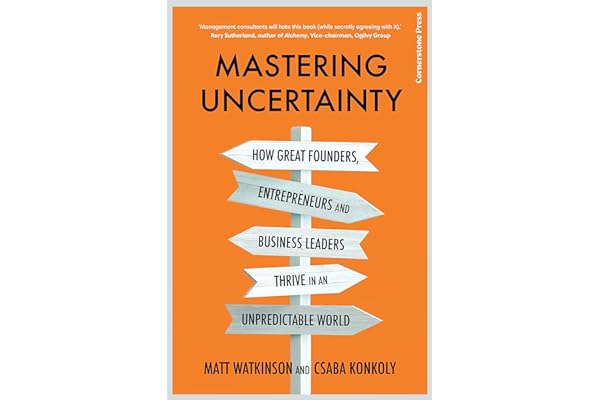 'Management consultants will hate this book (while secretly agreeing with it).'
Rory Sutherland, author of Alchemy, Vice-chairman, Ogilvy Group
Cornerstone Press
MASTERING
UNCERTAINTY
HOW GREAT FOUNDERS,
ENTREPRENEURS AND
BUSINESS LEADERS
THRIVE IN AN
UNPREDICTABLE WORLD
MATT WATKINSON AND CSABA KONKOLY